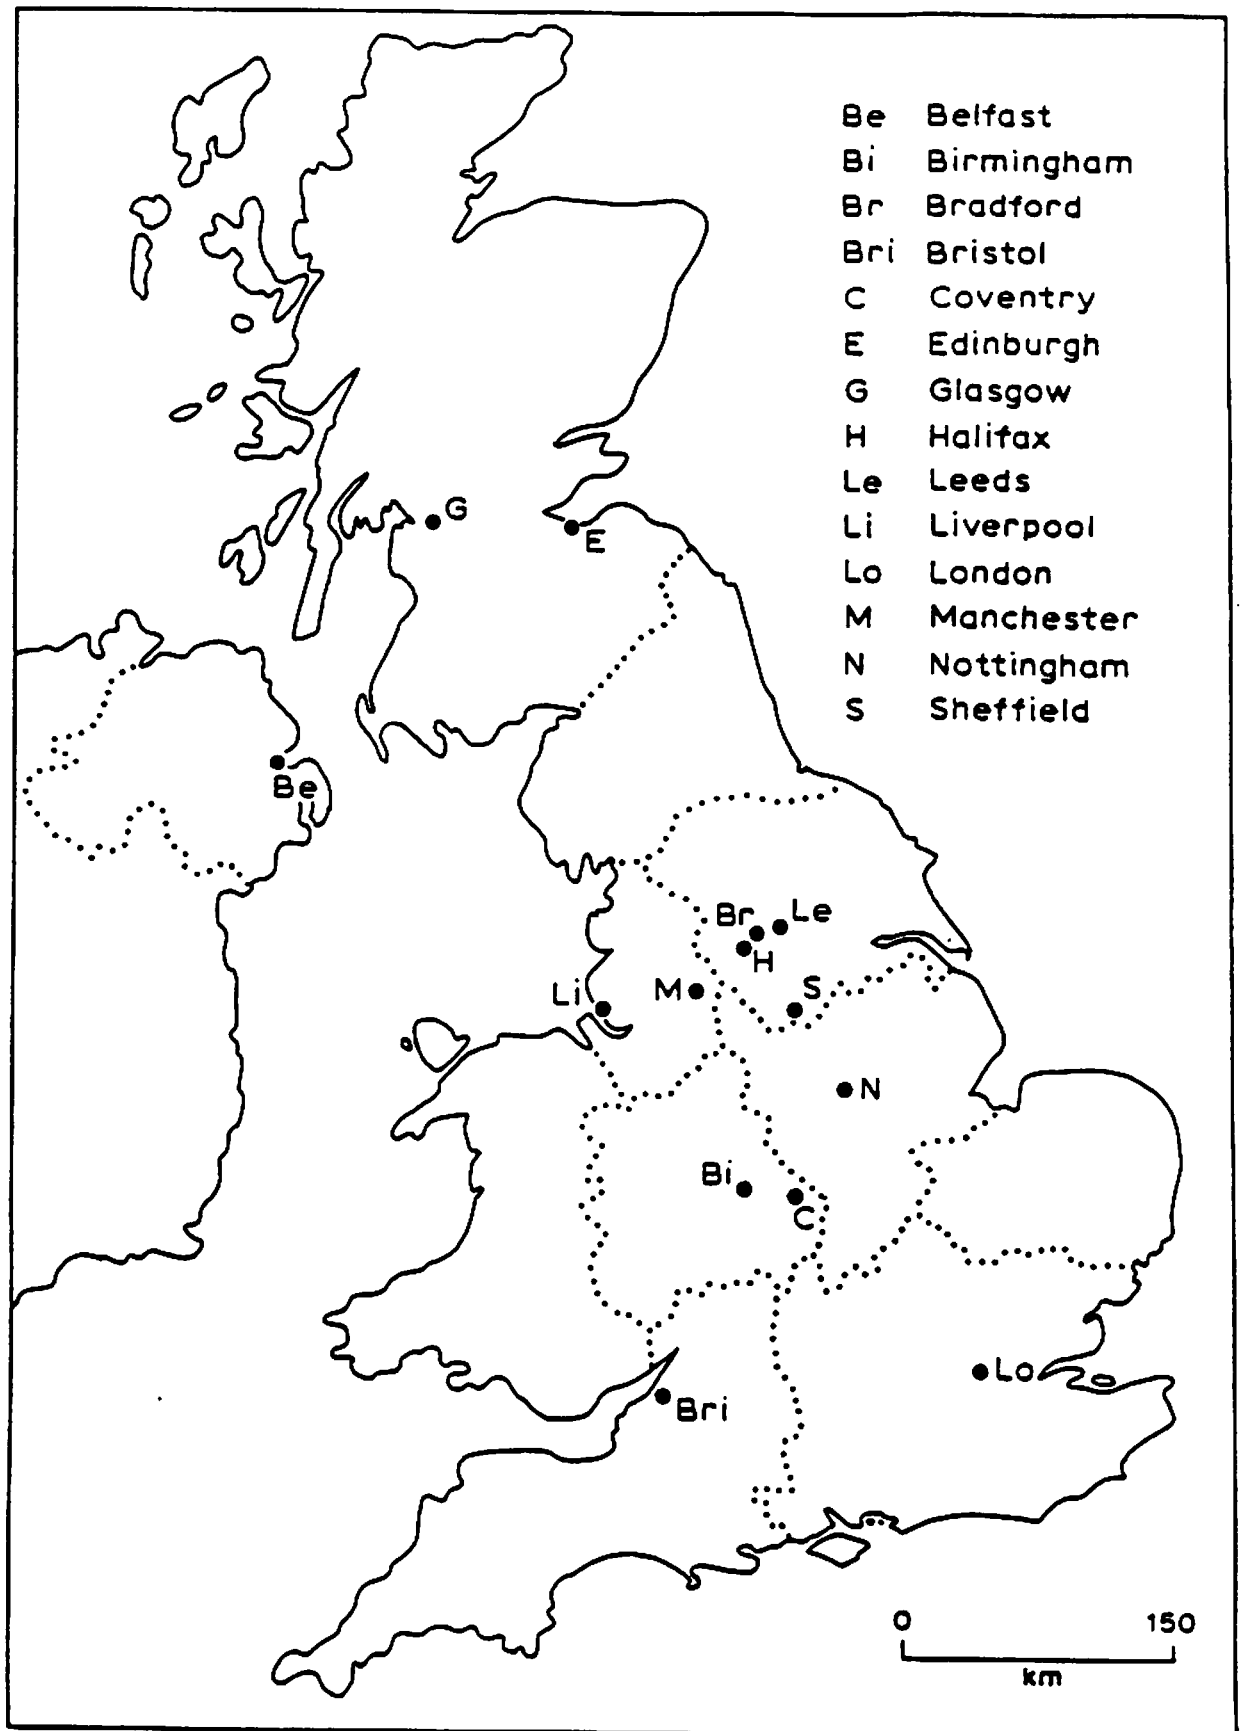 Be Belfast
Bi Birmingham
Br Bradford
Bri Bristol
C Coventry
E Edinburgh
G Glasgow
H Halifax
Le Leeds
Li Liverpool
Lo London
M Manchester
N Nottingham
S Sheffield
G
E
Be
Br Le
H
Li M S
N
Bi
C
Lo
Bri
0 150
km